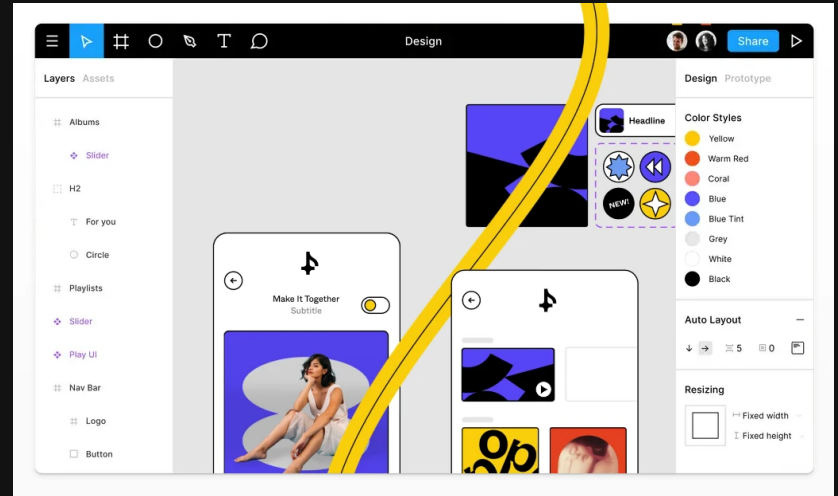 Design
Share
Layers Assets
Albums
Slider
H2
For you
Circle
Playlists
Slider
Play UI
Nav Bar
Logo
Button
Headline
NEW!
Make It Together
Subtitle
op
Design Prototype
Color Styles
Yellow
Warm Red
Coral
Blue
Blue Tint
Grey
White
Black
Auto Layout
5
0
Resizing
Fixed width
Fixed height